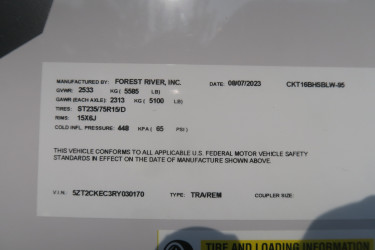 MANUFACTURED BY: FOREST RIVER, INC. DATE: 08/07/2023 CKT16BH5BLW-95
GVWR: 2533 KG ( 5585 LB)
GAWR (EACH AXLE): 2313 KG ( 5100 LB)
TIRES: ST235/75R15/D
RIMS: 15X6J
COLD INFL. PRESSURE: 448 KPA ( 65 PSI )
THIS VEHICLE CONFORMS TO ALL APPLICABLE U.S. FEDERAL MOTOR VEHICLE SAFETY
STANDARDS IN EFFECT ON THE DATE OF MANUFACTURE SHOWN ABOVE.
V.I.N: 5ZT2CKEC3RY030170 TYPE: TRA/REM COUPLER SIZE:
TIRE AND LOADING INFORMATION